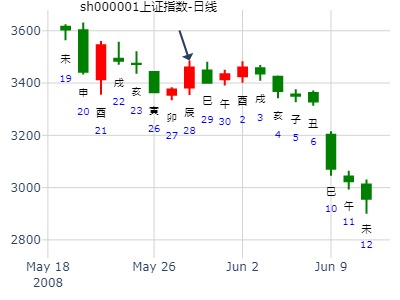 sh000001上证指数-日线
3600
3400
3200
3000
2800
未
19
申
20
酉
21
戌
22
亥
23
寅
26
卯
27
辰
28
巳
29
午
30
酉
2
戌
3
亥
4
子
5
丑
6
巳
10
午
11
未
12
May 18
2008
May 26
Jun 2
Jun 9